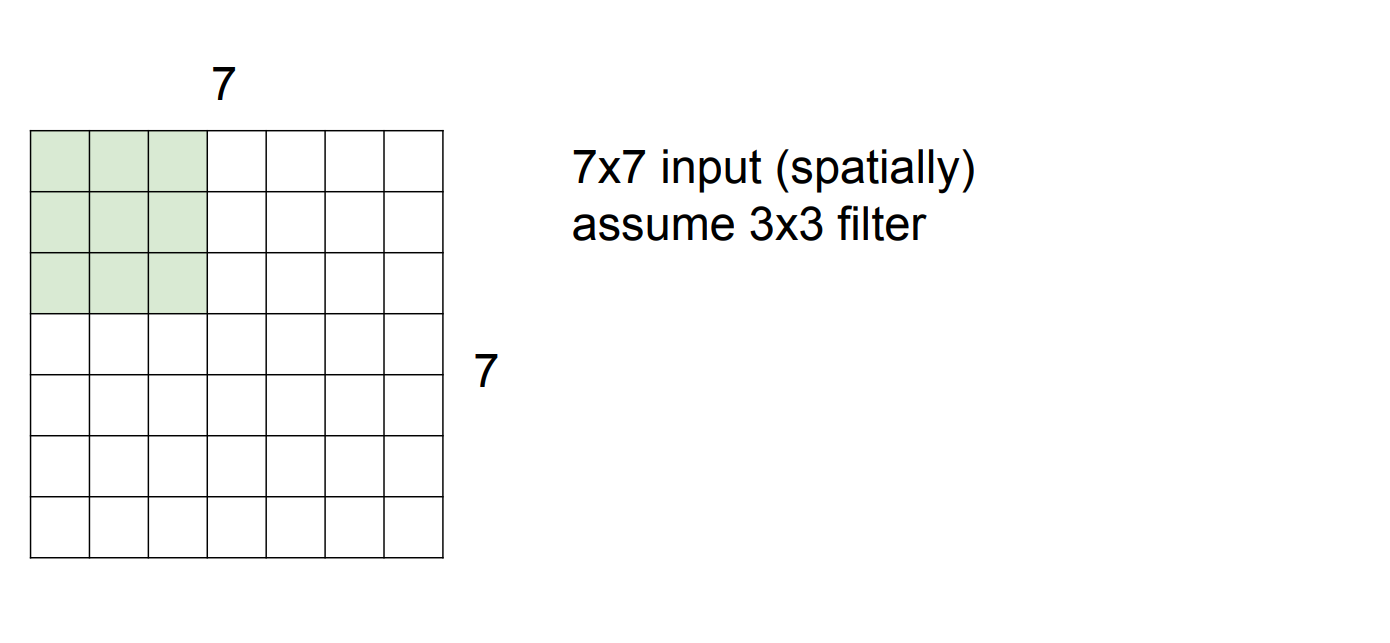 7
7x7 input (spatially)
assume 3x3 filter
7